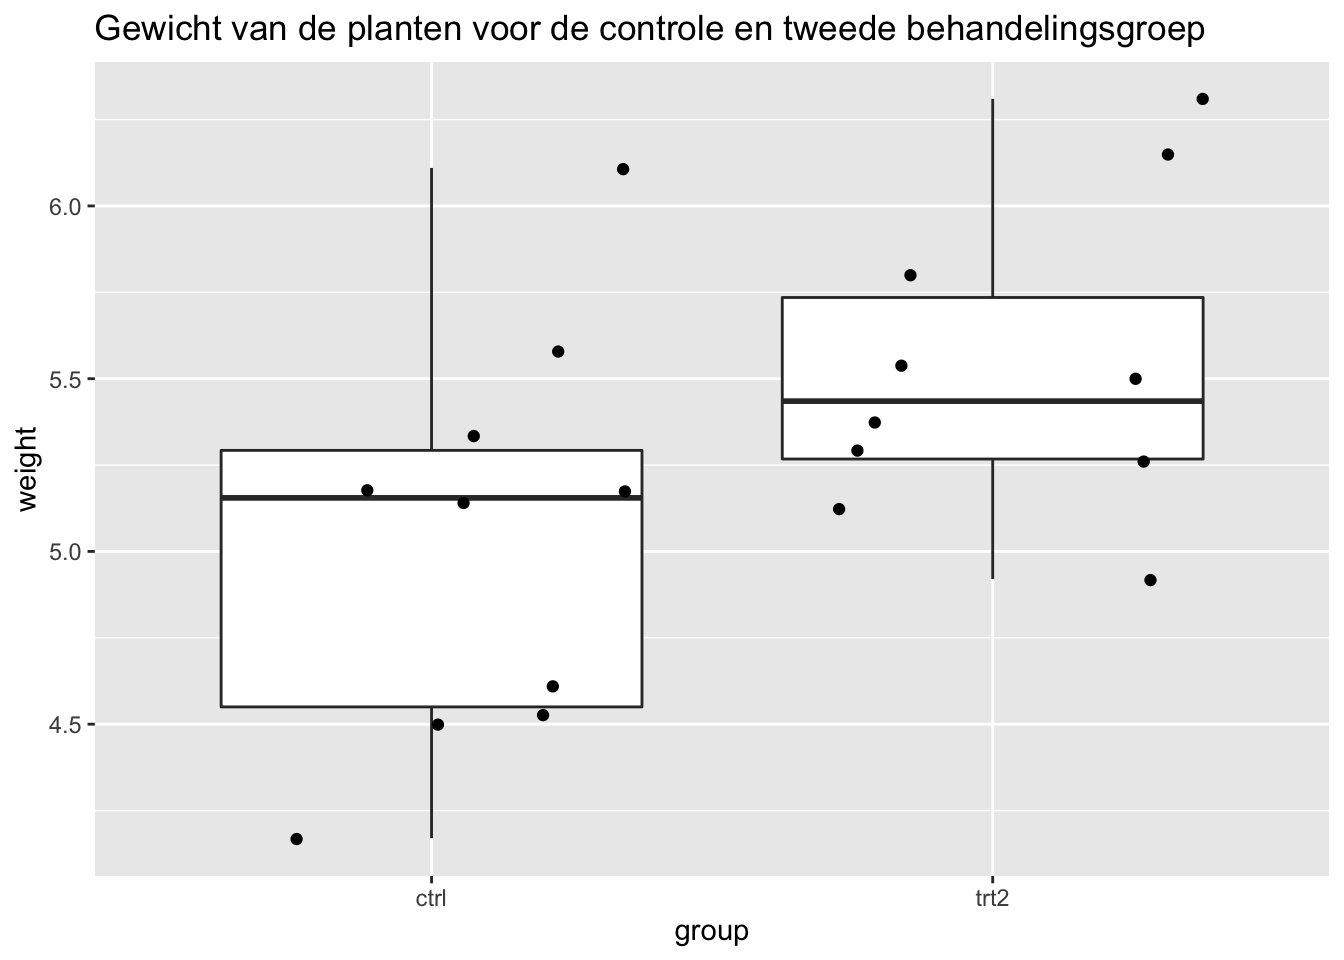 Gewicht van de planten voor de controle en tweede behandelingsgroep
6.0
5.5
5.0
4.5
weight
ctrl
trt2
group